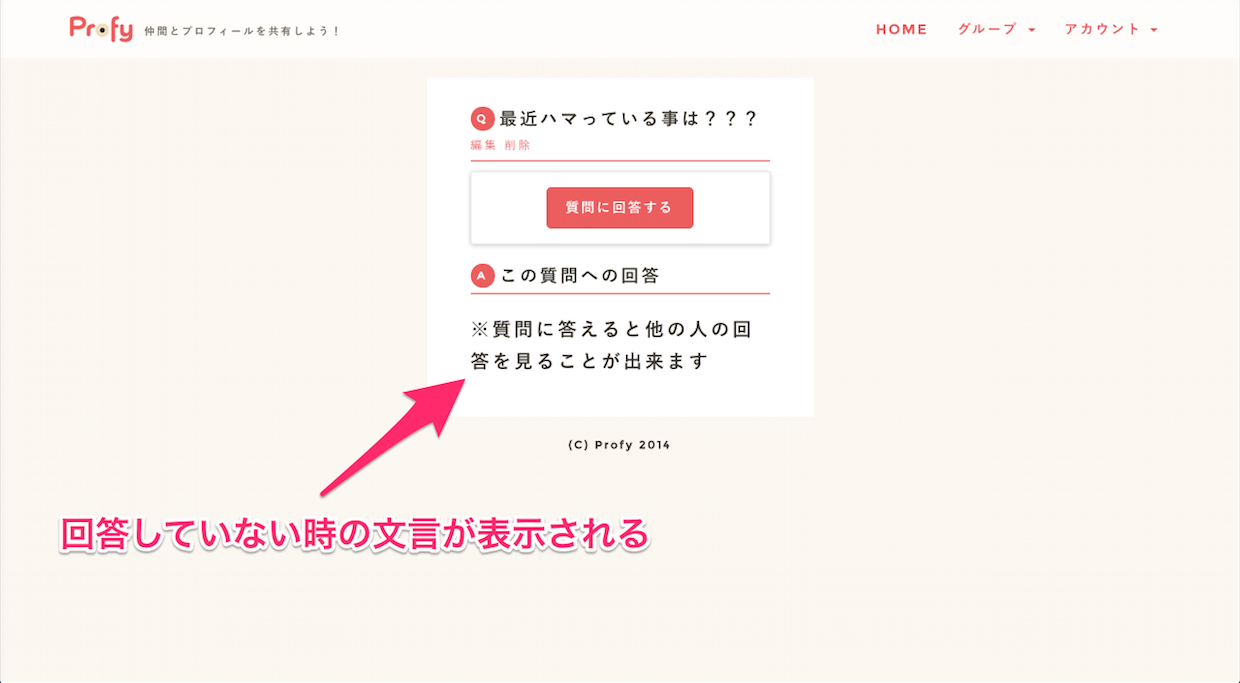 Profy 仲間とプロフィールを共有しよう！ HOME グループ アカウント
Q 最近ハマっている事は？？？
編集 削除
質問に回答する
A この質問への回答
※質問に答えると他の人の回
答を見ることが出来ます
(C) Profy 2014
回答していない時の文言が表示される